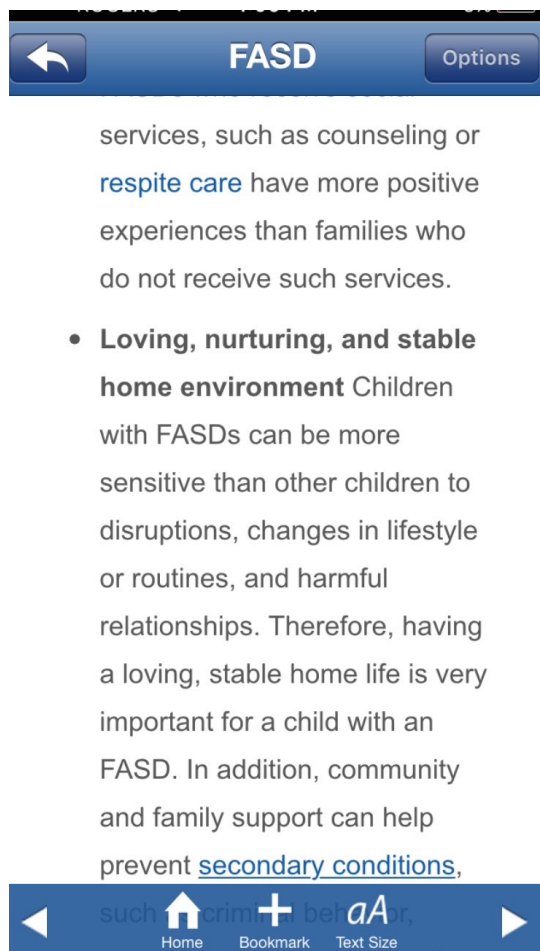 FASD
Options
services, such as counseling or
respite care have more positive
experiences than families who
do not receive such services.
• Loving, nurturing, and stable
home environment Children
with FASDs can be more
sensitive than other children to
disruptions, changes in lifestyle
or routines, and harmful
relationships. Therefore, having
a loving, stable home life is very
important for a child with an
FASD. In addition, community
and family support can help
prevent secondary conditions,
such criminal
Home
Bookmark
aA
Text Size